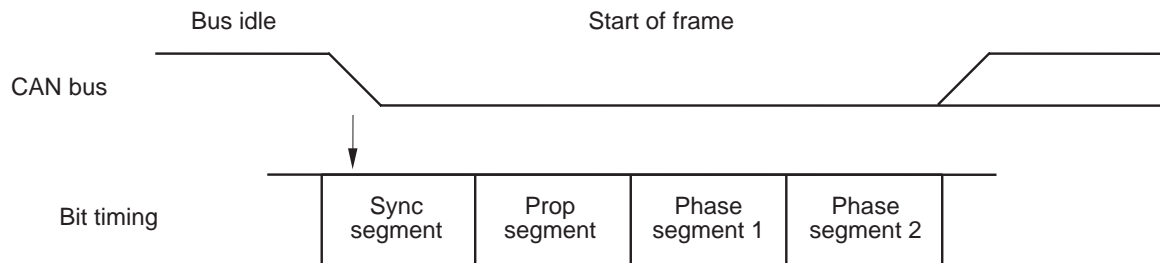 Bus idle
Start of frame
CAN bus
Bit timing
Sync
segment
Prop
segment
Phase
segment 1
Phase
segment 2